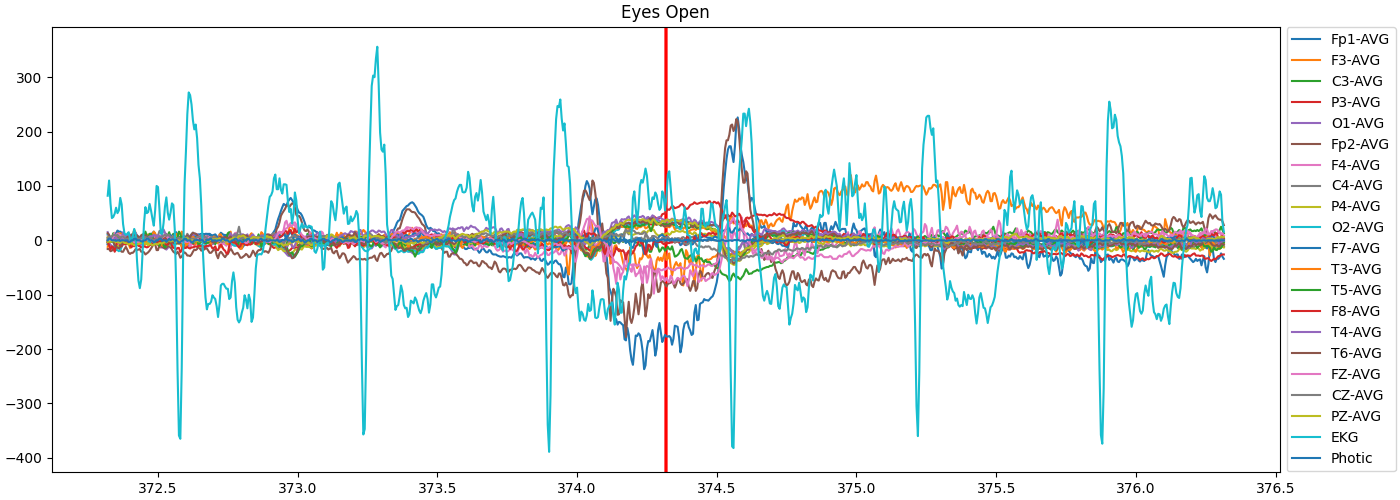 Eyes Open
300
200
100
0
−100
−200
−300
−400
372.5 373.0 373.5 374.0 374.5 375.0 375.5 376.0 376.5
Fp1-AVG
F3-AVG
C3-AVG
P3-AVG
O1-AVG
Fp2-AVG
F4-AVG
C4-AVG
P4-AVG
O2-AVG
F7-AVG
T3-AVG
T5-AVG
F8-AVG
T4-AVG
T6-AVG
FZ-AVG
CZ-AVG
PZ-AVG
EKG
Photic